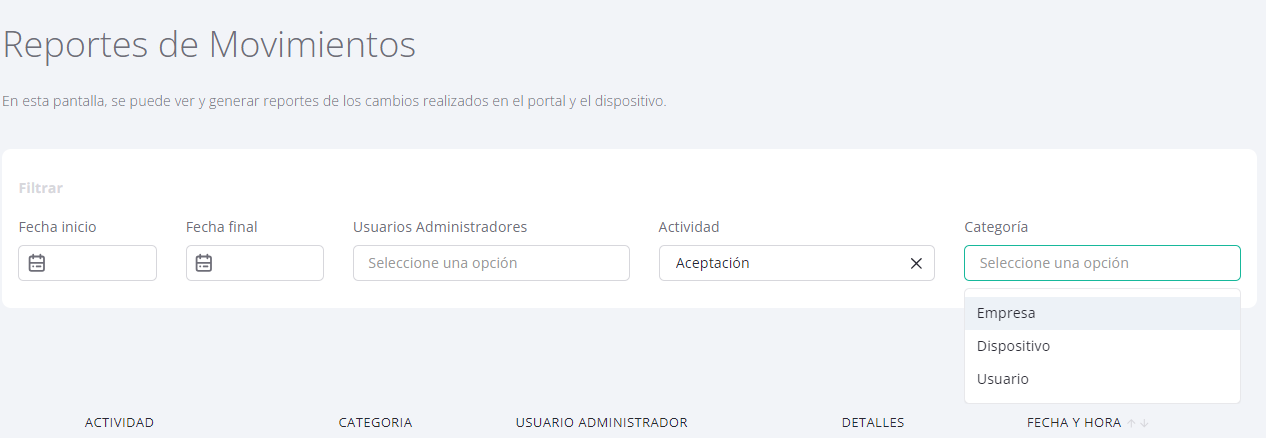 Reportes de Movimientos
En esta pantalla, se puede ver y generar reportes de los cambios realizados en el portal y el dispositivo.
Filtrar
Fecha inicio Fecha final Usuarios Administradores Actividad Categoría
Seleccione una opción Aceptación Seleccione una opción
Empresa
Dispositivo
Usuario
ACTIVIDAD CATEGORIA USUARIO ADMINISTRADOR DETALLES FECHA Y HORA